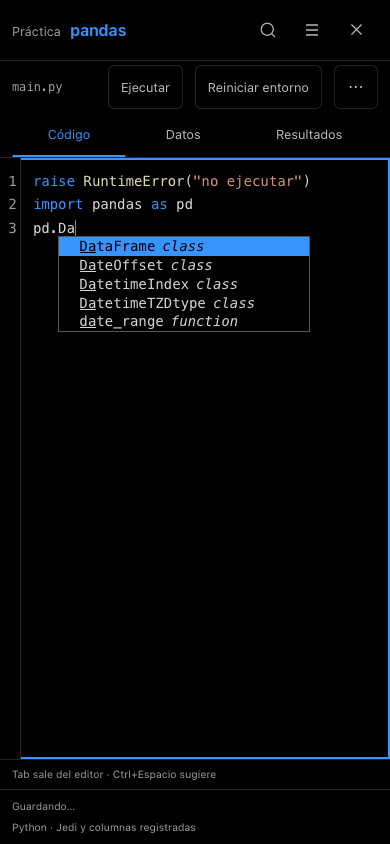 Práctica pandas
main.py Ejecutar Reiniciar entorno ...
Código Datos Resultados
1 raise RuntimeError("no ejecutar")
2 import pandas as pd
3 pd.Da
DataFrame class
DateOffset class
DatetimeIndex class
DatetimeTZDtype class
date_range function
Tab sale del editor · Ctrl+Espacio sugiere
Guardando…
Python · Jedi y columnas registradas